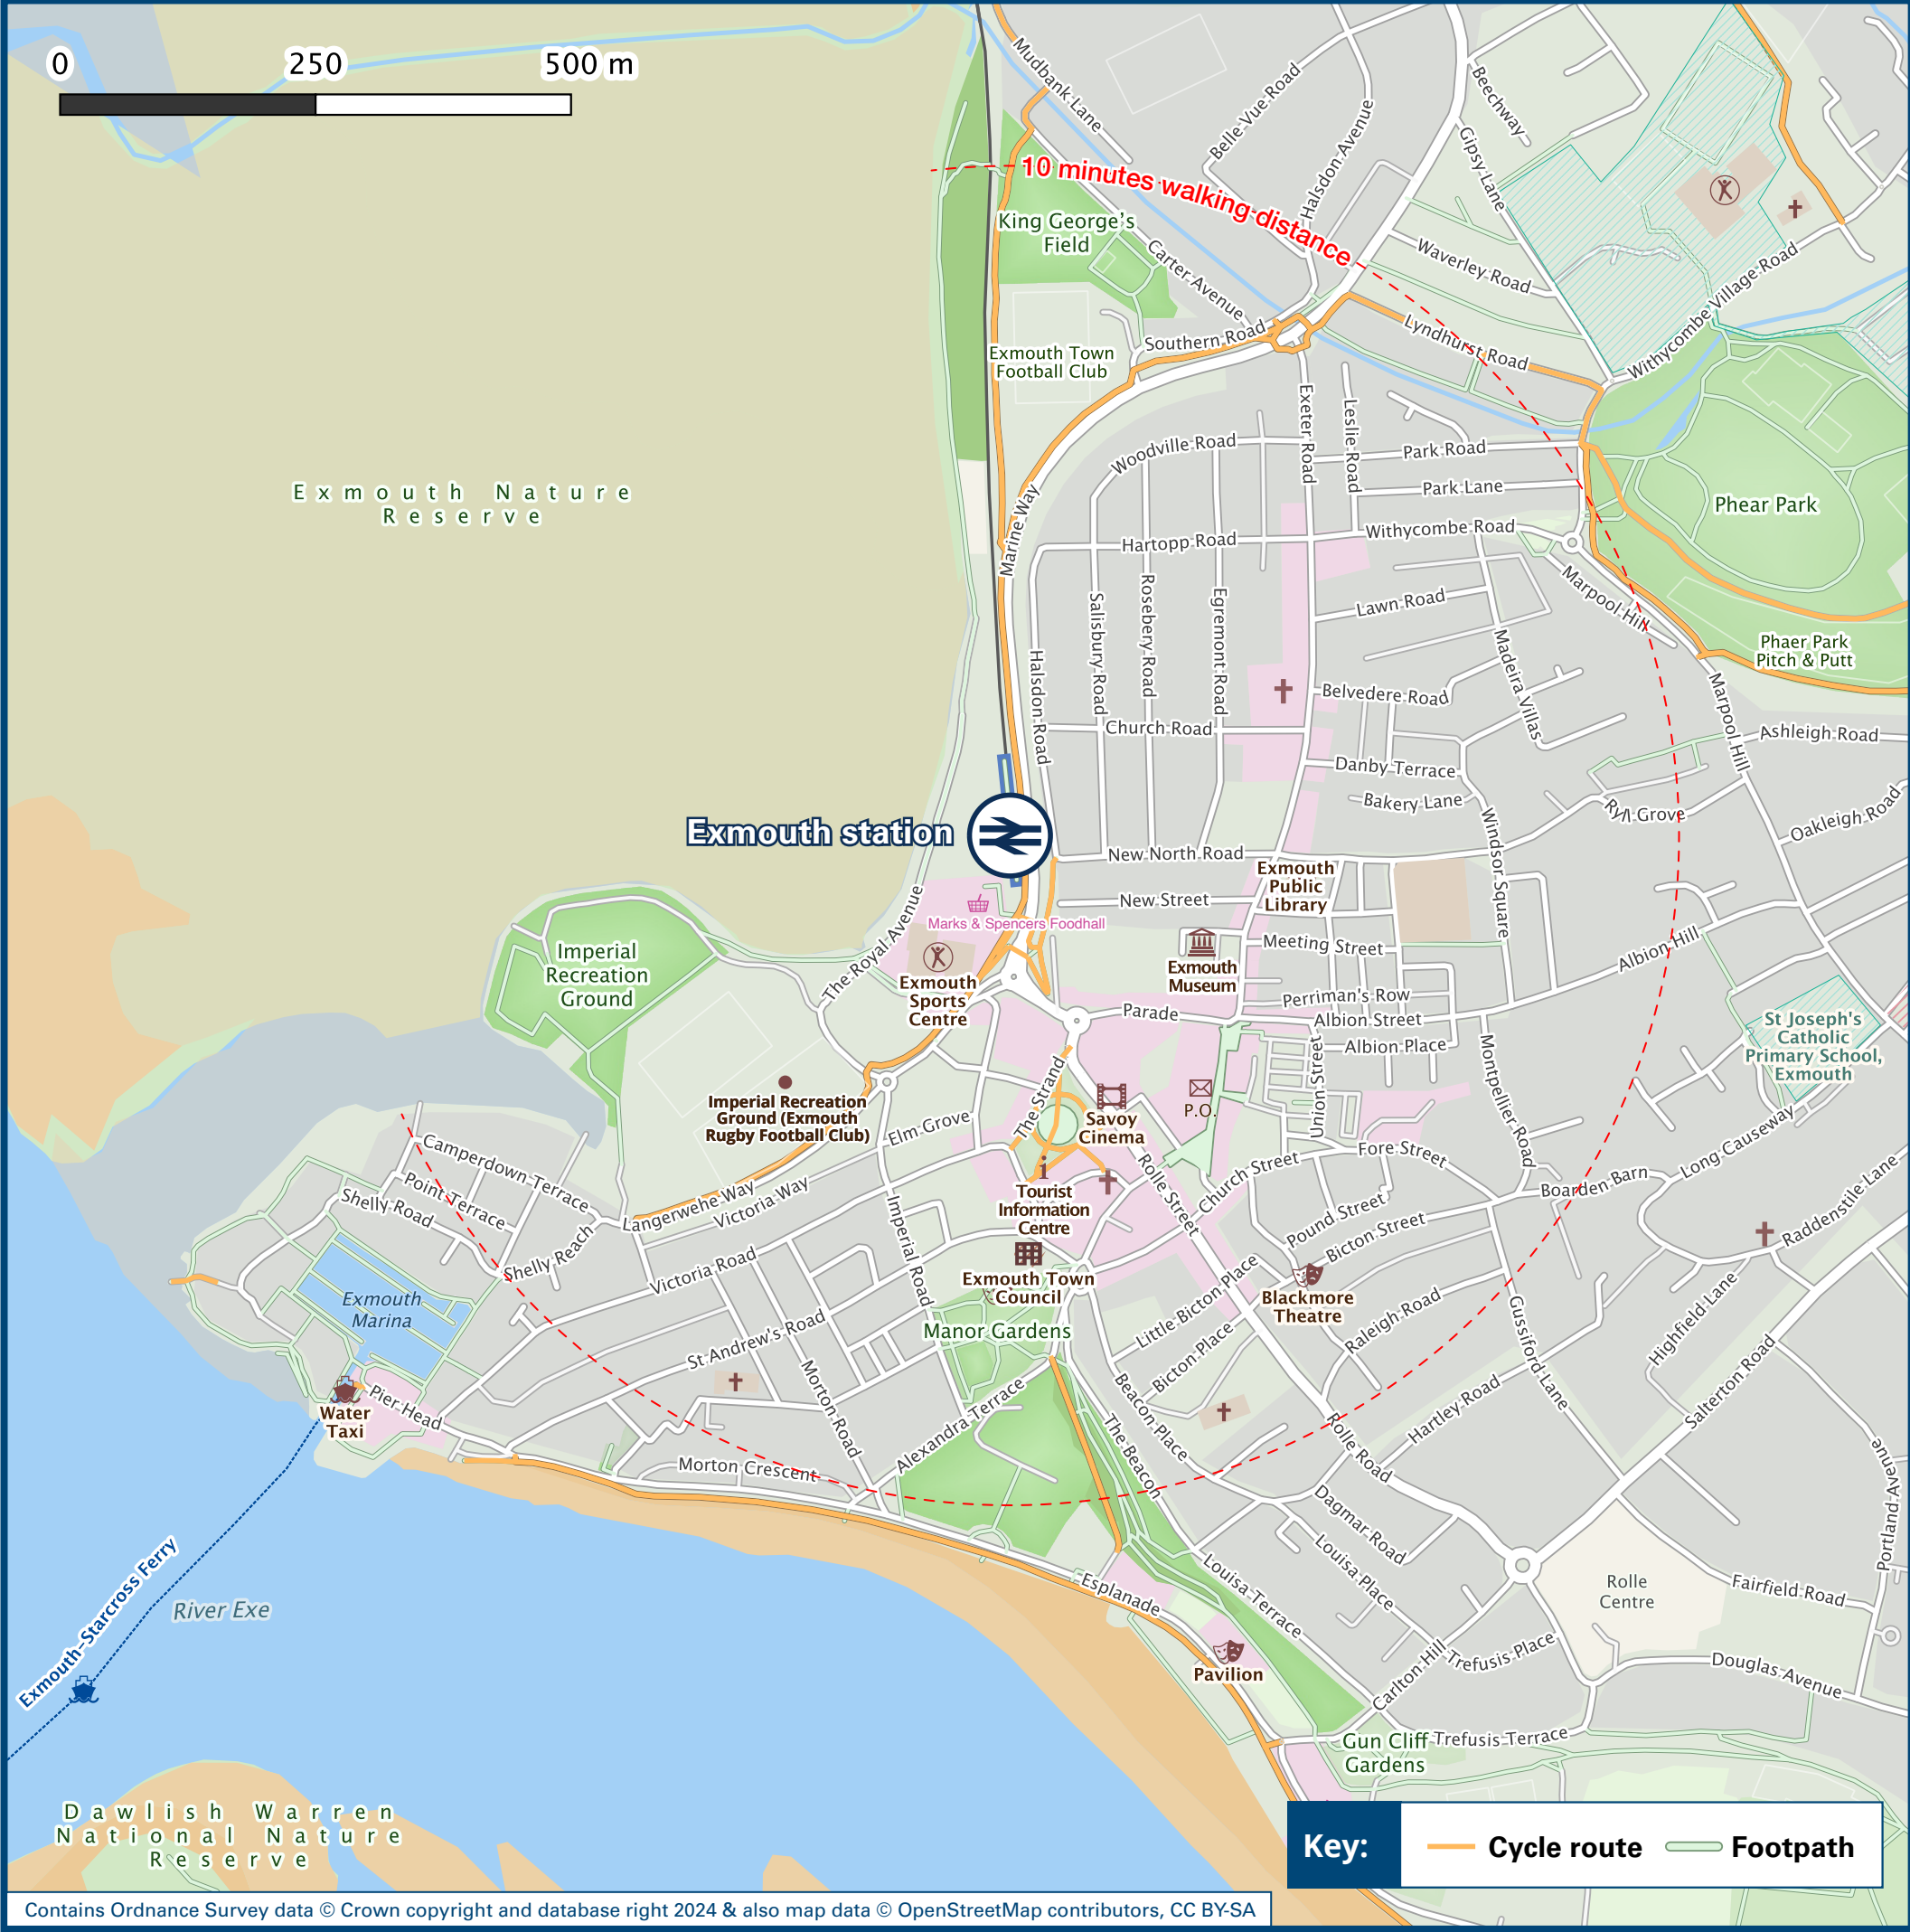 0 250 500 m
Mudbank Lane
Belle Vue Road
Halsdon Avenue
Beechway
Gipsy Lane
10 minutes walking distance
King George's
Field
Carter Avenue
Waverley Road
Withycombe Village Road
Southern Road
Lyndhurst Road
Exmouth Town
Football Club
Exeter Road
Leslie Road
Woodville Road
Park Road
Park Lane
Exmouth Nature
Reserve
Phear Park
Marine Way
Hartopp Road
Withycombe Road
Marpool Hill
Lawn Road
Salisbury Road
Rosebery Road
Egremont Road
Halsdon Road
Madeira Villas
Phaer Park
Pitch & Putt
Belvedere Road
Marpool Hill
Church Road
Ashleigh Road
Danby Terrace
Bakery Lane
Ryll Grove
Oakleigh Road
Windsor Square
Exmouth station
New North Road
Exmouth
Public
Library
New Street
Marks & Spencers Foodhall
The Royal Avenue
Meeting Street
Albion Hill
Imperial
Recreation
Ground
Exmouth
Museum
Exmouth
Sports
Centre
Perriman's Row
Parade
Albion Street
Albion Place
St Joseph's
Catholic
Primary School,
Exmouth
Union Street
Montpellier Road
The Strand
Imperial Recreation
Ground (Exmouth
Rugby Football Club)
P.O.
Savoy
Cinema
Elm Grove
Camperdown Terrace
Point Terrace
Shelly Road
Shelly Reach
Langerwehe Way
Victoria Way
Victoria Road
Imperial Road
Tourist
Information
Centre
Rolle Street
Church Street
Fore Street
Long Causeway
Boarden Barn
Raddenstile Lane
Pound Street
Bicton Street
Exmouth Town
Council
Blackmore
Theatre
Little Bicton Place
Bicton Place
Raleigh Road
Gussiford Lane
Highfield Lane
Exmouth
Marina
Manor Gardens
St Andrew's Road
Morton Road
Alexandra Terrace
Beacon Place
The Beacon
Hartley Road
Salterton Road
Pier Head
Water
Taxi
Morton Crescent
Rolle Road
Dagmar Road
Louisa Place
Louisa Terrace
Portland Avenue
Esplanade
Rolle
Centre
Fairfield Road
Exmouth-Starcross Ferry
River Exe
Pavilion
Carlton Hill
Trefusis Place
Douglas Avenue
Trefusis Terrace
Gun Cliff
Gardens
Dawlish Warren
National Nature
Reserve
Key: Cycle route Footpath
Contains Ordnance Survey data © Crown copyright and database right 2024 & also map data © OpenStreetMap contributors, CC BY-SA